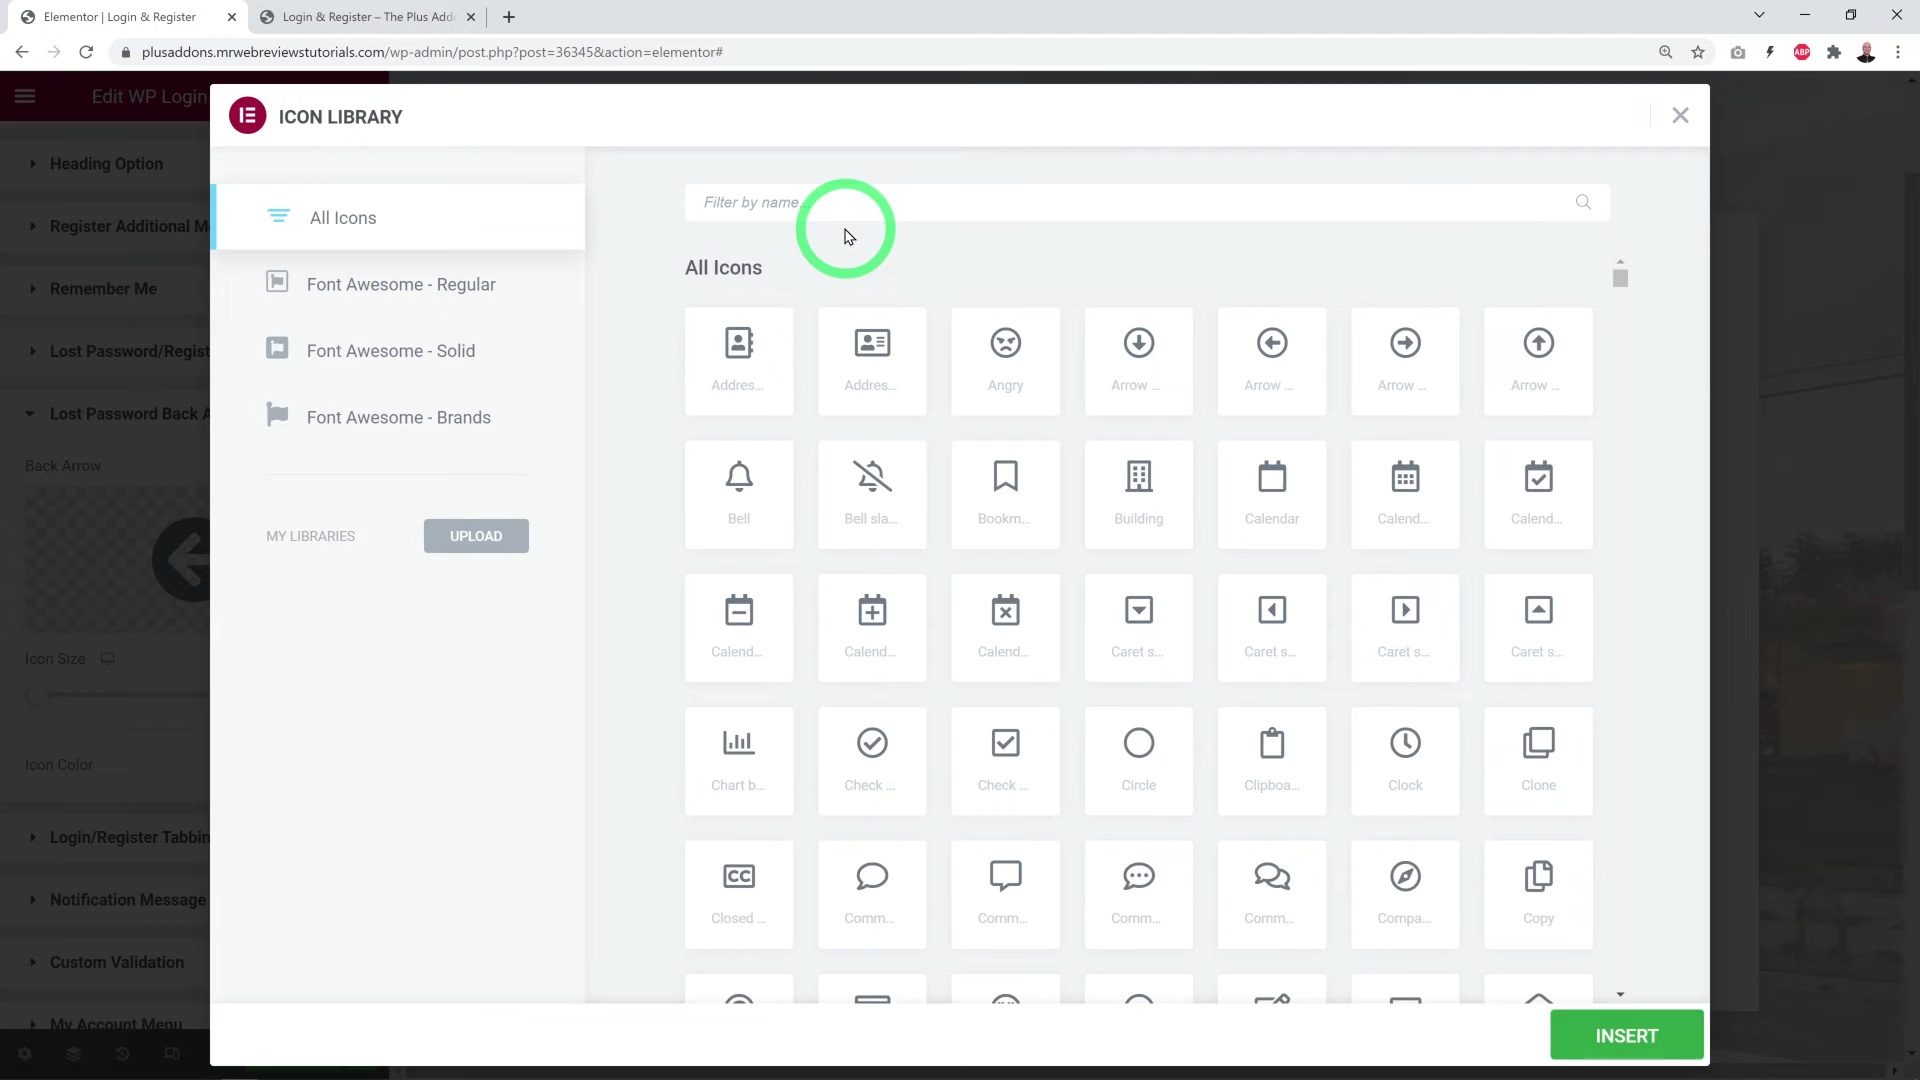 Elementor | Login & Register
Login & Register – The Plus Addo
plusaddons.mrwebreviewstutorials.com/wp-admin/post.php?post=36345&action=elementor#
ABP
Edit WP Login
Heading Option
Register Additional M
Remember Me
Lost Password/Regist
Lost Password Back A
Back Arrow
Icon Size
Icon Color
Login/Register Tabbin
Notification Message
Custom Validation
My Account Menu
ICON LIBRARY
All Icons
Font Awesome - Regular
Font Awesome - Solid
Font Awesome - Brands
MY LIBRARIES
UPLOAD
Filter by name...
All Icons
Addres... Addres... Angry Arrow ... Arrow ... Arrow ... Arrow ...
Bell Bell sla... Bookm... Building Calendar Calend... Calend...
Calend... Calend... Calend... Caret s... Caret s... Caret s... Caret s...
Chart b... Check ... Check ... Circle Clipboa... Clock Clone
CC
Closed ... Comm... Comm... Comm... Comm... Compa... Copy
INSERT